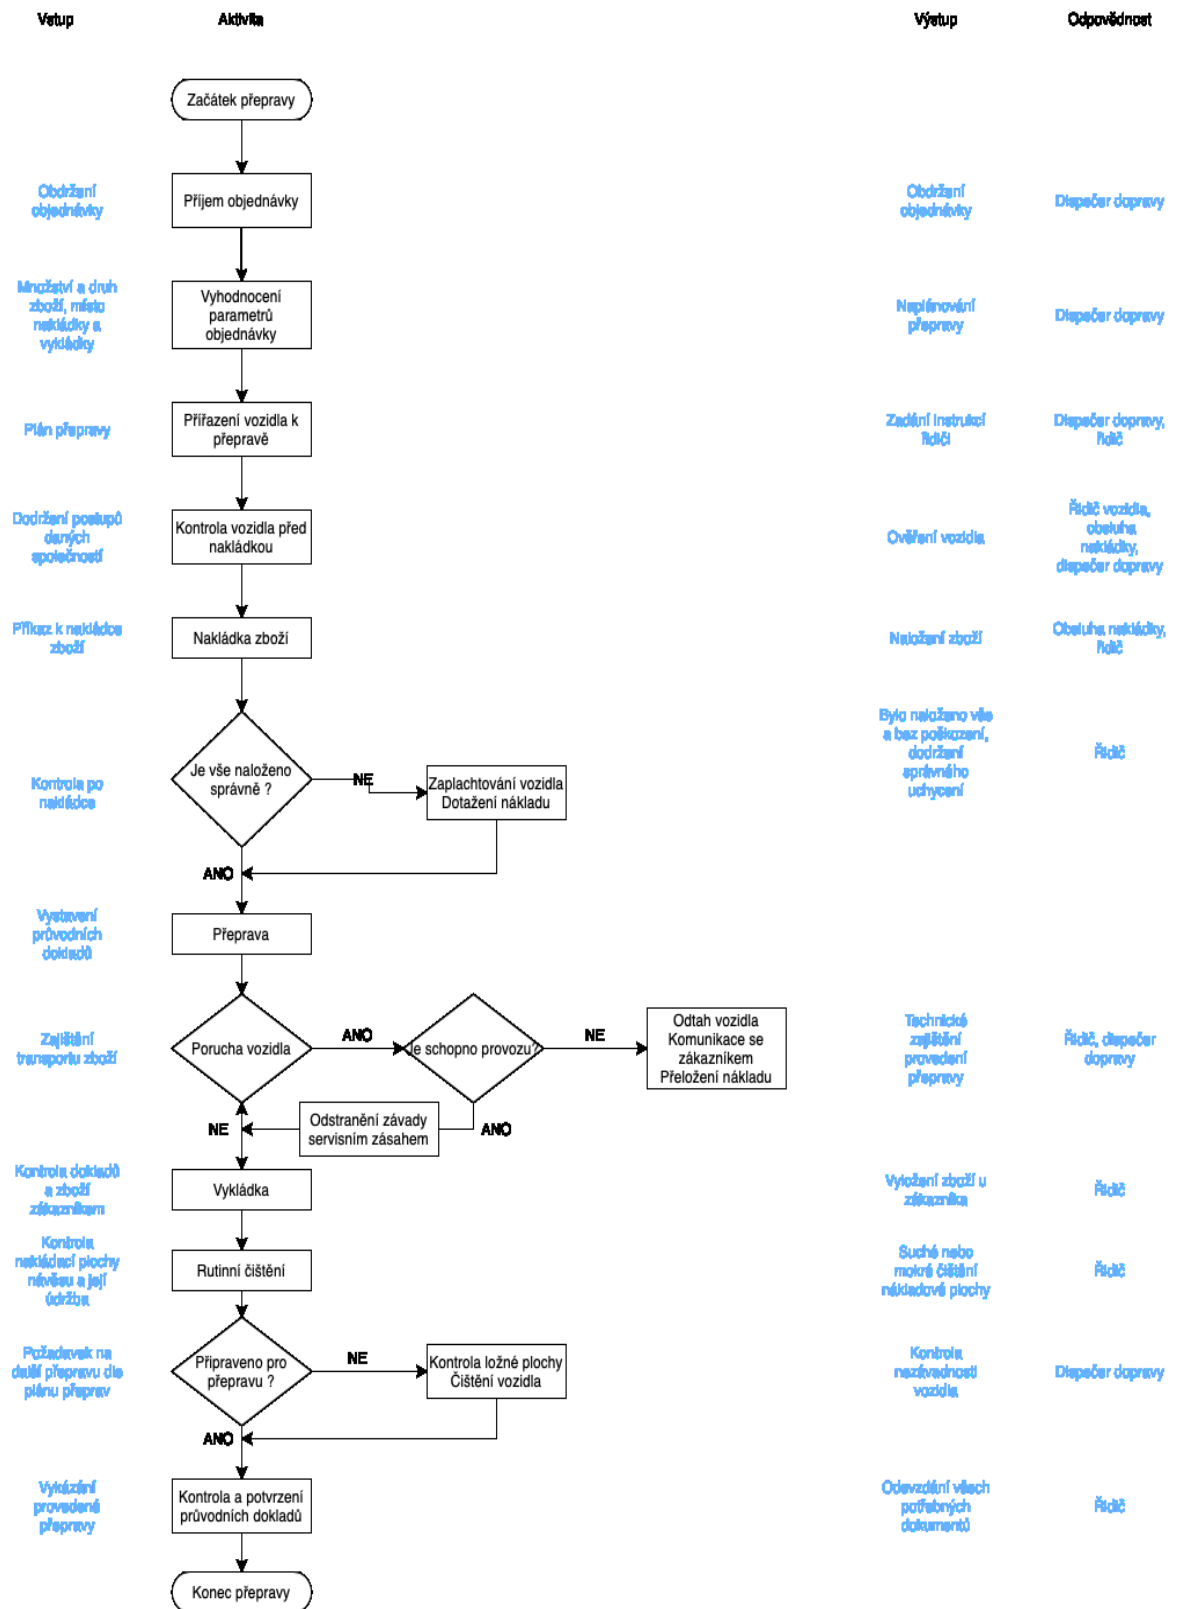 Vstup
Aktivita
Výstup
Odpovědnost
Začátek přepravy
Obdržení
objednávky
Příjem objednávky
Obdržení
objednávky
Dispečer dopravy
Množství a druh
zboží, místo
nakládky a
vykládky
Vyhodnocení
parametrů
objednávky
Naplánování
přepravy
Dispečer dopravy
Plán přepravy
Přířazení vozidla k
přepravě
Zadání instrukcí
řidiči
Dispečer dopravy,
řidič
Dodržení postupů
daných
společností
Kontrola vozidla před
nakládkou
Ověření vozidla
Řidič vozidla,
obsluha
nakládky,
dispečer dopravy
Příkaz k nakládce
zboží
Nakládka zboží
Naložení zboží
Obsluha nakládky,
řidič
Kontrola po
nakládce
Je vše naloženo
správně ?
NE
Zaplachtování vozidla
Dotažení nákladu
Bylo naloženo vše
a bez poškození,
dodržení
správného
uchycení
Řidič
ANO
Vystavení
průvodních
dokladů
Přeprava
Zajištění
transportu zboží
Porucha vozidla
ANO
Je schopno provozu?
NE
Odtah vozidla
Komunikace se
zákazníkem
Přeložení nákladu
Technické
zajištění
provedení
přepravy
Řidič, dispečer
dopravy
NE
Odstranění závady
servisním zásahem
ANO
Kontrola dokladů
a zboží
zákazníkem
Vykládka
Vyložení zboží u
zákazníka
Řidič
Kontrola
nakládací plochy
návěsu a její
údržba
Rutinní čištění
Suché nebo
mokré čištění
nákladové plochy
Řidič
Požadavek na
další přepravu dle
plánu přeprav
Připraveno pro
přepravu ?
NE
Kontrola ložné plochy
Čištění vozidla
Kontrola
nezávadnosti
vozidla
Dispečer dopravy
ANO
Vykázání
provedené
přepravy
Kontrola a potvrzení
průvodních dokladů
Odevzdání všech
potřebných
dokumentů
Řidič
Konec přepravy